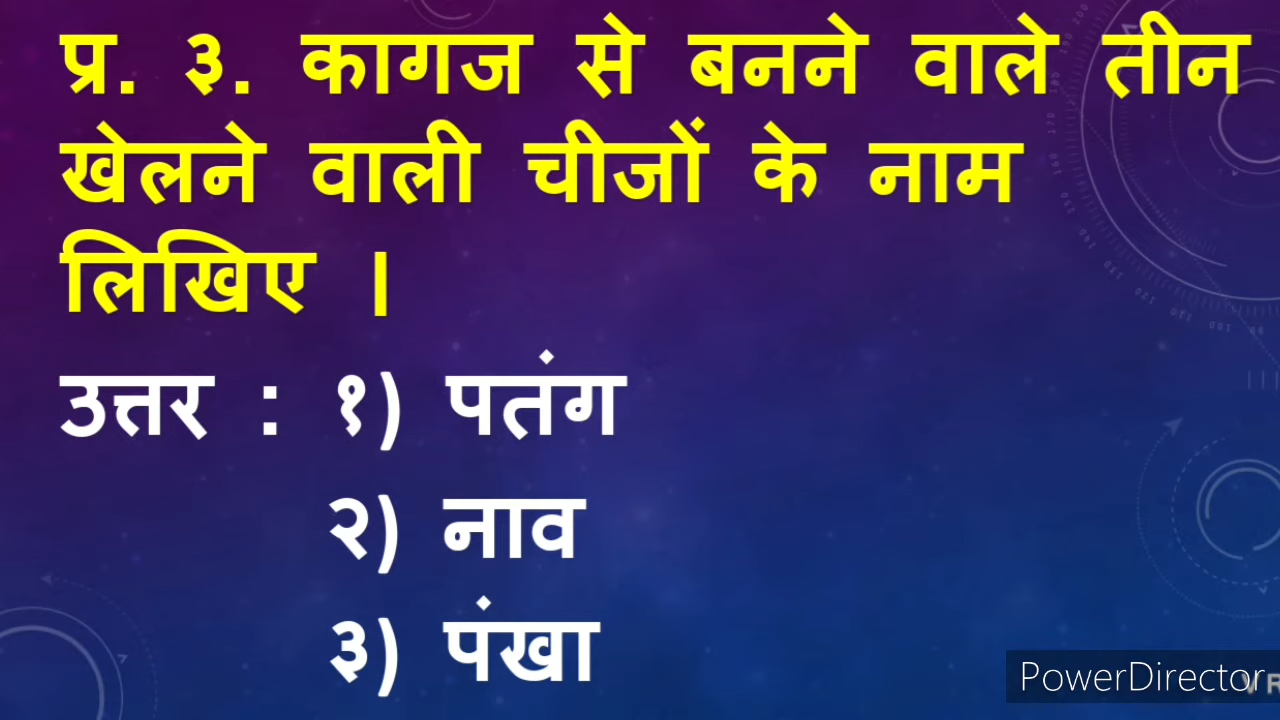 प्र. ३. कागज से बनने वाले तीन
खेलने वाली चीजों के नाम
लिखिए ।
उत्तर : १) पतंग
२) नाव
३) पंखा
PowerDirector